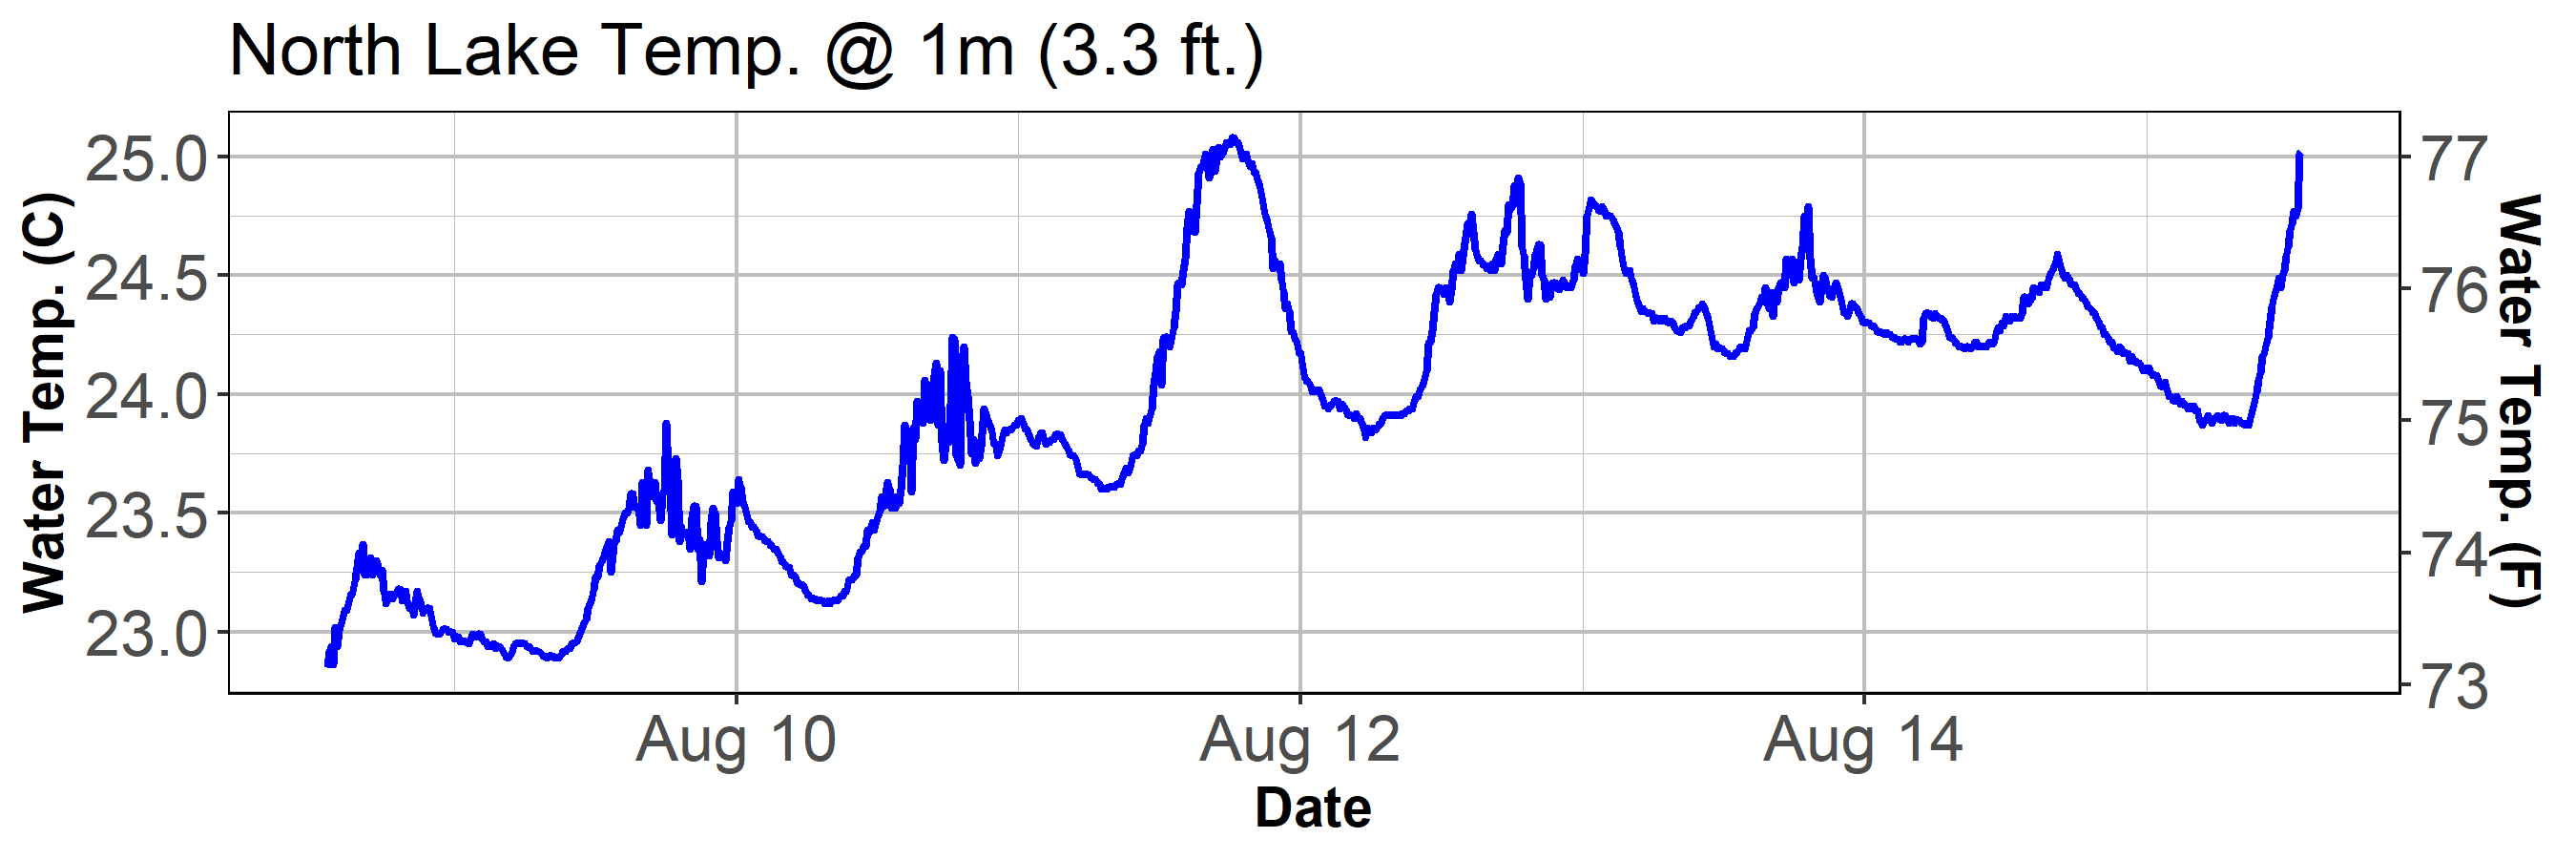 North Lake Temp. @ 1m (3.3 ft.)
Water Temp. (C)
25.0
24.5
24.0
23.5
23.0
77
76
75
74
73
Water Temp. (F)
Aug 10
Aug 12
Aug 14
Date